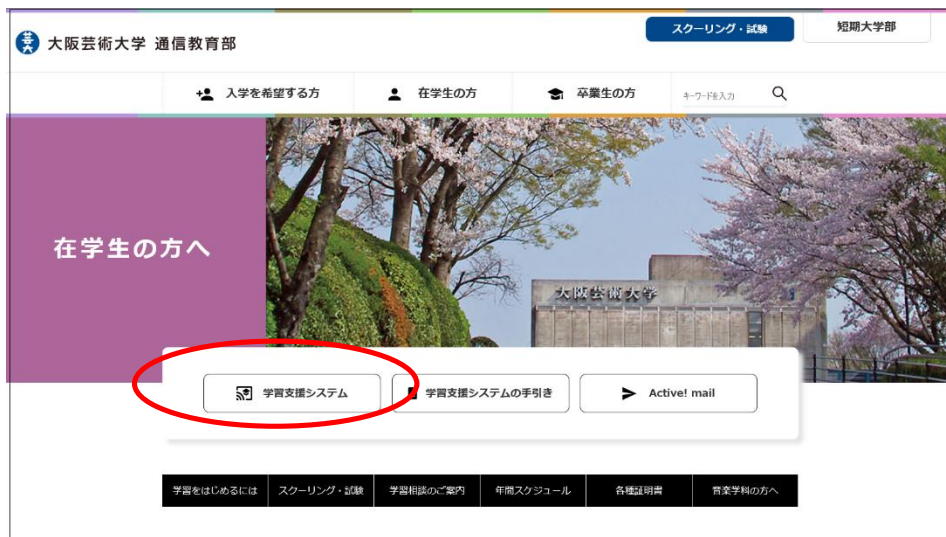 スクーリング・試験
短期大学部
大阪芸術大学 通信教育部
入学を希望する方
在学生の方
卒業生の方
キーワードを入力
在学生の方へ
大阪芸術大学
学習支援システム
学習支援システムの手引き
Active! mail
学習をはじめるには
スクーリング・試験
学習相談のご案内
年間スケジュール
各種証明書
音楽学科の方へ